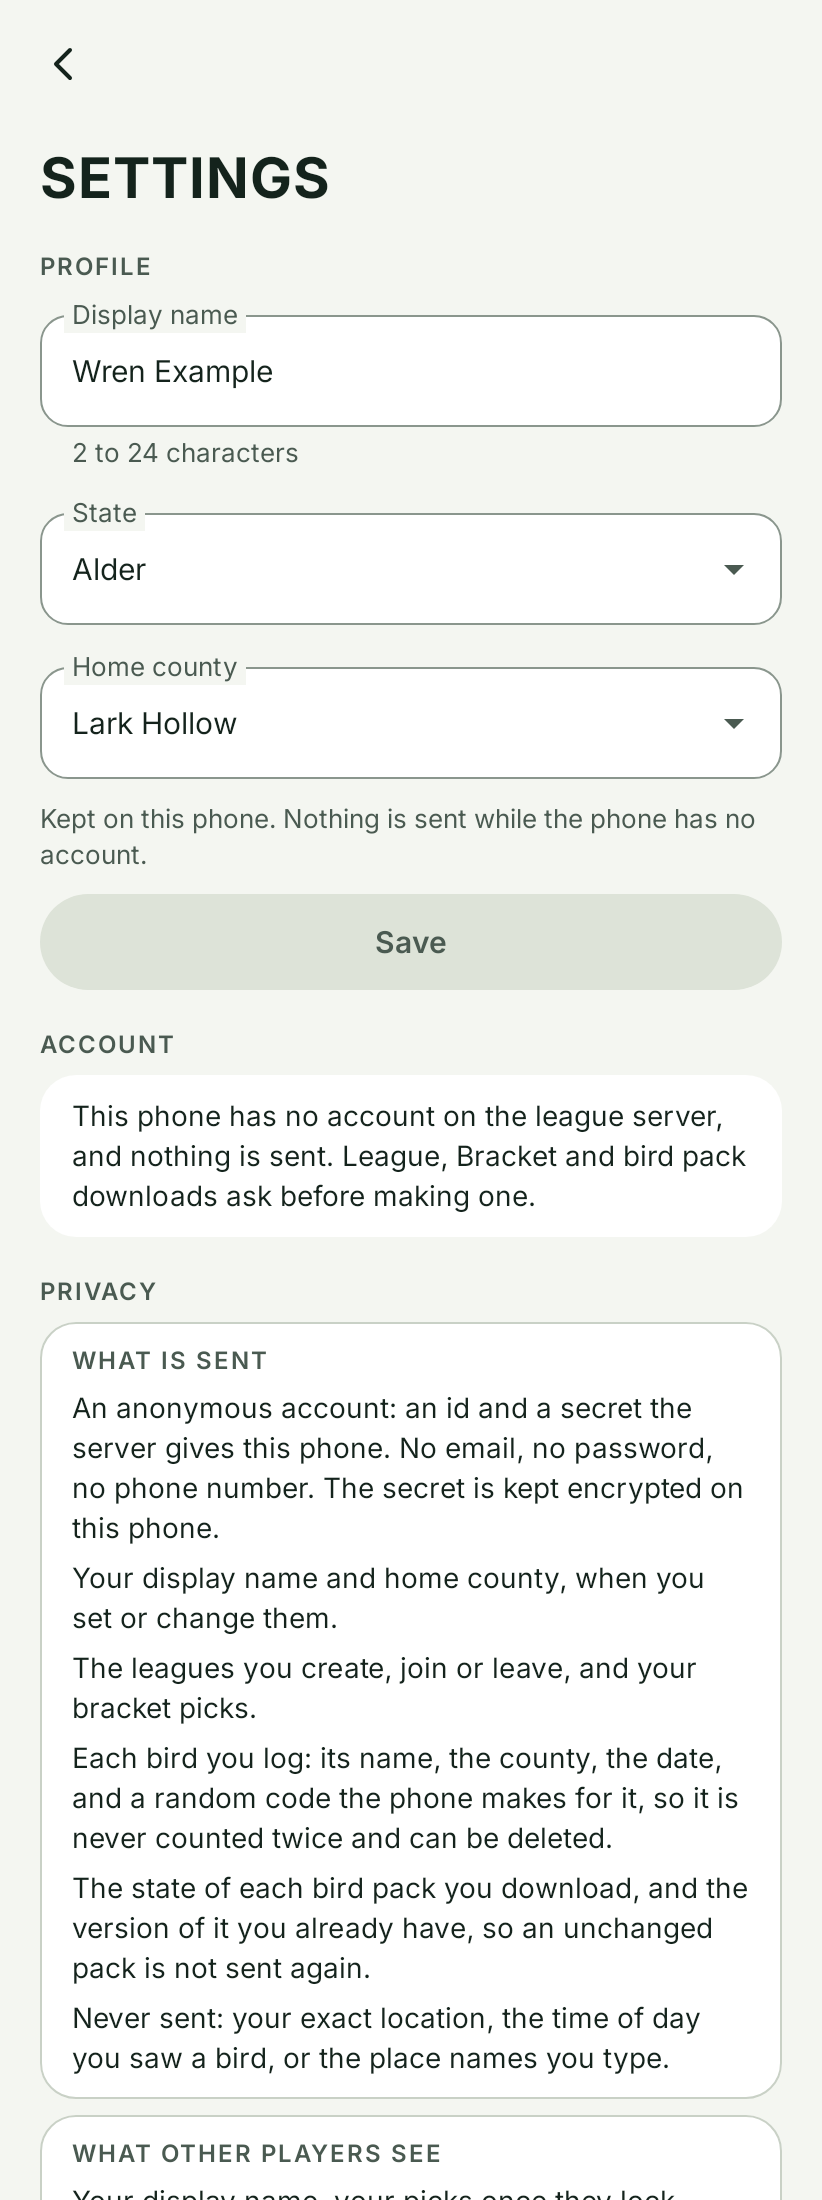 SETTINGS
PROFILE
Display name
Wren Example
2 to 24 characters
State
Alder
Home county
Lark Hollow
Kept on this phone. Nothing is sent while the phone has no
account.
Save
ACCOUNT
This phone has no account on the league server,
and nothing is sent. League, Bracket and bird pack
downloads ask before making one.
PRIVACY
WHAT IS SENT
An anonymous account: an id and a secret the
server gives this phone. No email, no password,
no phone number. The secret is kept encrypted on
this phone.
Your display name and home county, when you
set or change them.
The leagues you create, join or leave, and your
bracket picks.
Each bird you log: its name, the county, the date,
and a random code the phone makes for it, so it is
never counted twice and can be deleted.
The state of each bird pack you download, and the
version of it you already have, so an unchanged
pack is not sent again.
Never sent: your exact location, the time of day
you saw a bird, or the place names you type.
WHAT OTHER PLAYERS SEE
Your display name, your picks once they lock